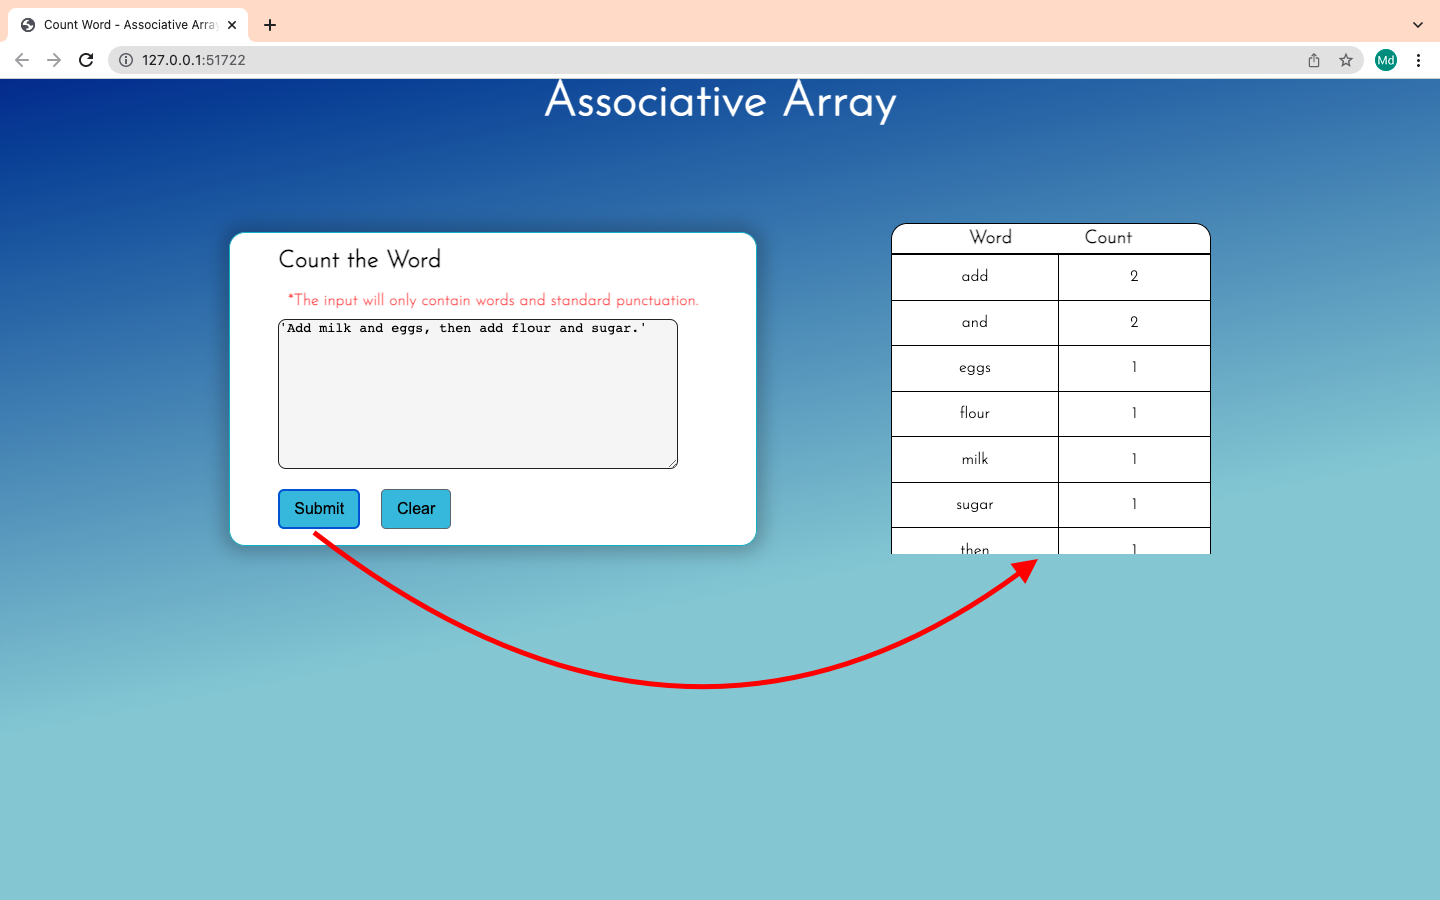 Count Word - Associative Arra
127.0.0.1:51722
Md
Associative Array
Count the Word
*The input will only contain words and standard punctuation.
'Add milk and eggs, then add flour and sugar.'
Submit Clear
Word Count
add 2
and 2
eggs 1
flour 1
milk 1
sugar 1
then 1